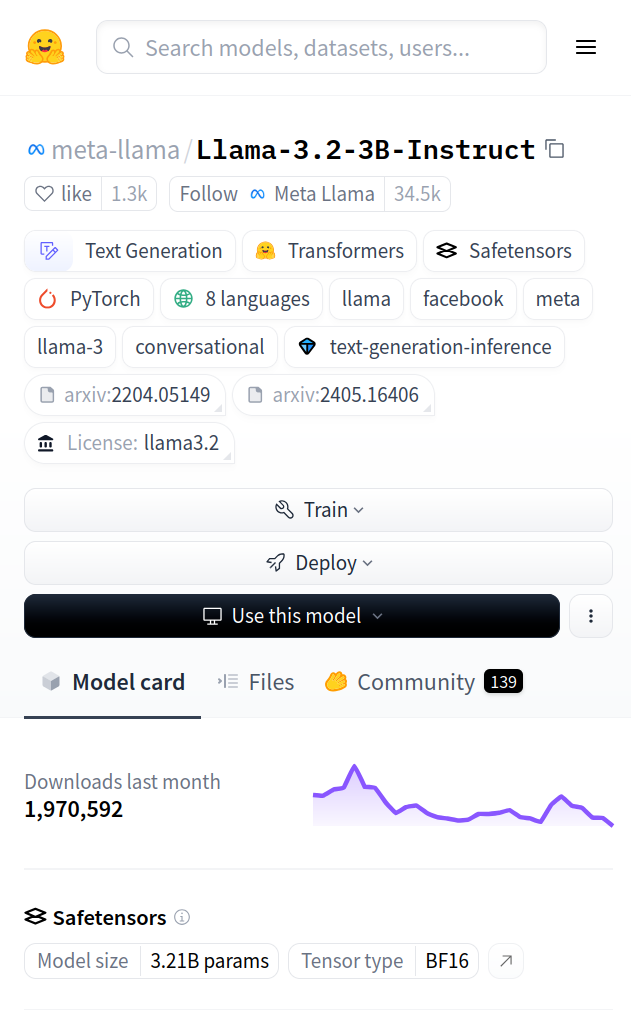 Search models, datasets, users...
meta-llama/Llama-3.2-3B-Instruct
like 1.3k Follow Meta Llama 34.5k
Text Generation Transformers Safetensors
PyTorch 8 languages llama facebook meta
llama-3 conversational text-generation-inference
arxiv:2204.05149 arxiv:2405.16406
License: llama3.2
Train
Deploy
Use this model
Model card Files Community 139
Downloads last month
1,970,592
Safetensors
Model size 3.21B params Tensor type BF16